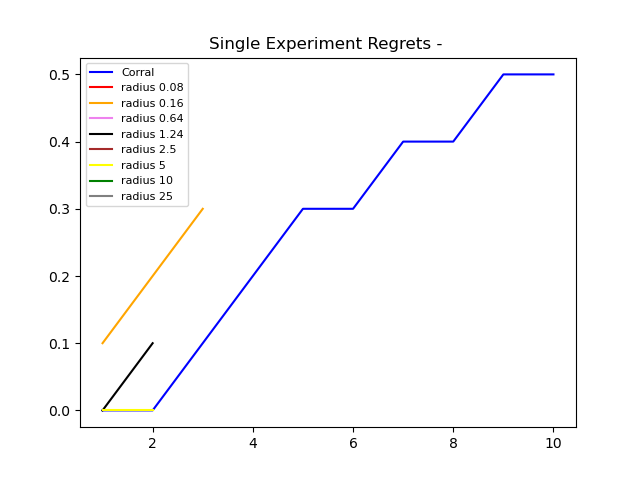 Single Experiment Regrets -
Corral
radius 0.08
radius 0.16
radius 0.64
radius 1.24
radius 2.5
radius 5
radius 10
radius 25
0.5
0.4
0.3
0.2
0.1
0.0
2 4 6 8 10